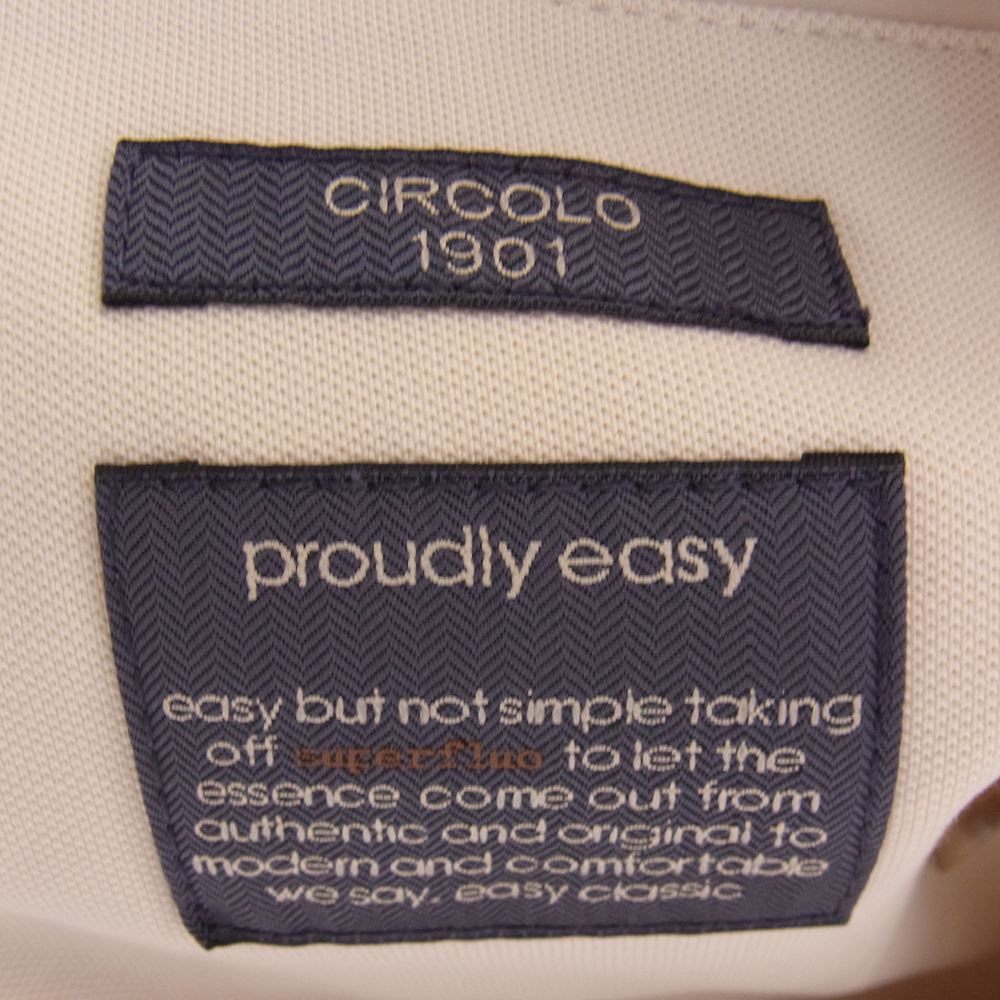 CIRCOLO
1901
proudly easy
easy but not simple taking
off superfluo to let the
essence come out from
authentic and original to
modern and comfortable
we say. easy classic